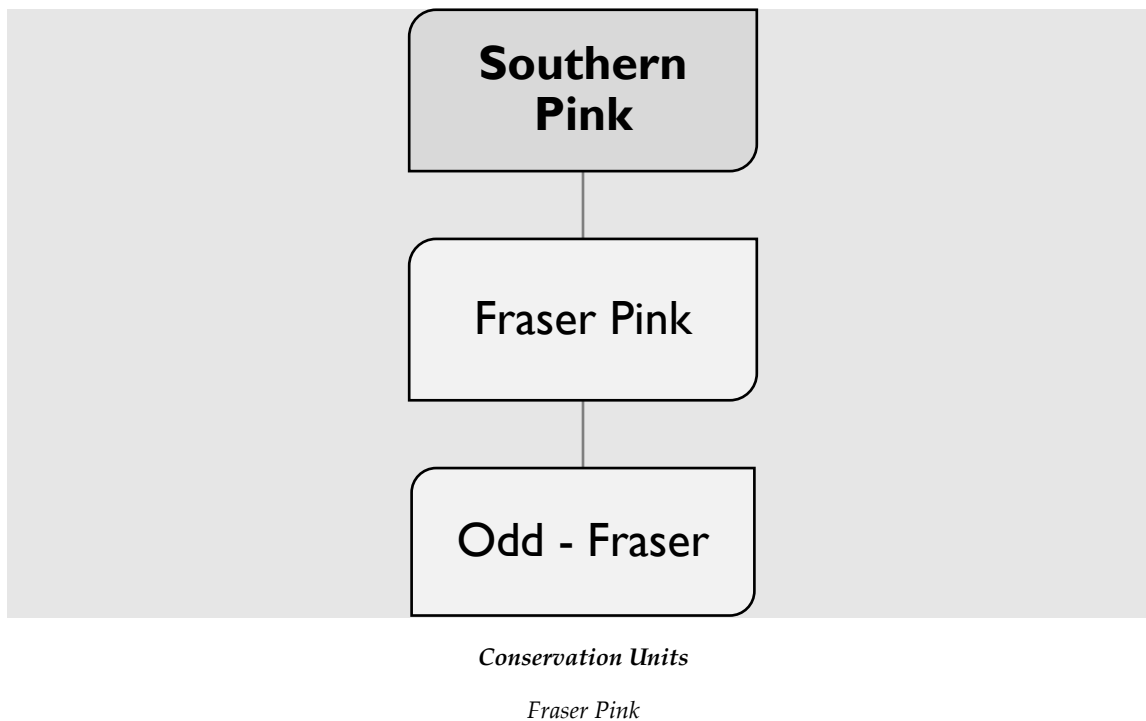 Southern
Pink
Fraser Pink
Odd - Fraser
Conservation Units
Fraser Pink